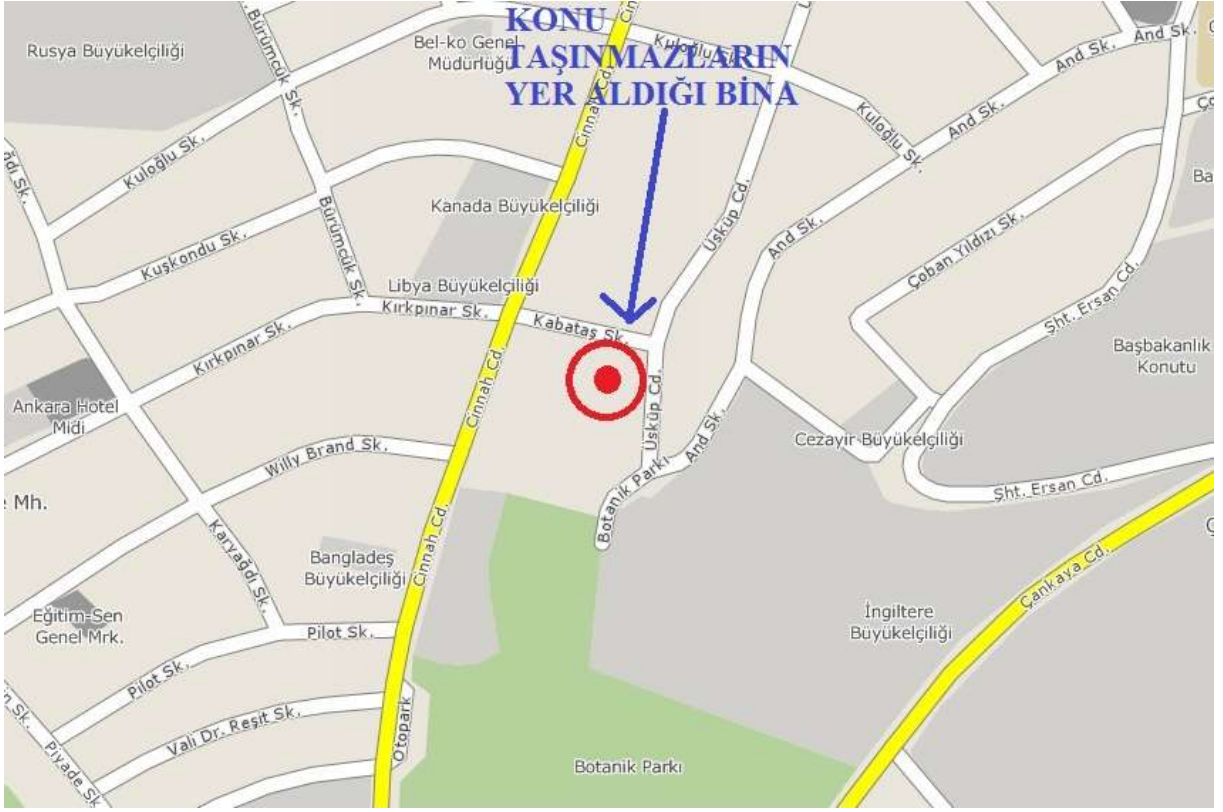 KONU
TAŞINMAZLARIN
YER ALDIĞI BİNA
Rusya Büyükelçiliği
Bürümcük Sk.
Bel-ko Genel
Müdürlüğü
Cinnah Cd.
Kuloğlu Sk.
And Sk.
And Sk.
Kuloğlu Sk.
Kuloğlu Sk.
And Sk.
Kanada Büyükelçiliği
Üsküp Cd.
Kuşkondu Sk.
Bürümcük Sk.
And Sk.
Çoban Yıldızı Sk.
Libya Büyükelçiliği
Kırkpınar Sk.
Kabataş Sk.
Şht. Ersan Cd.
Kırkpınar Sk.
Başbakanlık
Konutu
Cinnah Cd.
Üsküp Cd.
Ankara Hotel
Midi
And Sk.
Cezayir Büyükelçiliği
Willy Brand Sk.
Botanik Parkı
Şht. Ersan Cd.
Mh.
Karyağdı Sk.
Cinnah Cd.
Bangladeş
Büyükelçiliği
Çankaya Cd.
Eğitim-Sen
Genel Mrk.
Pilot Sk.
İngiltere
Büyükelçiliği
Pilot Sk.
Vali Dr. Reşit Sk.
Otopark
Piyade Sk
Botanik Parkı